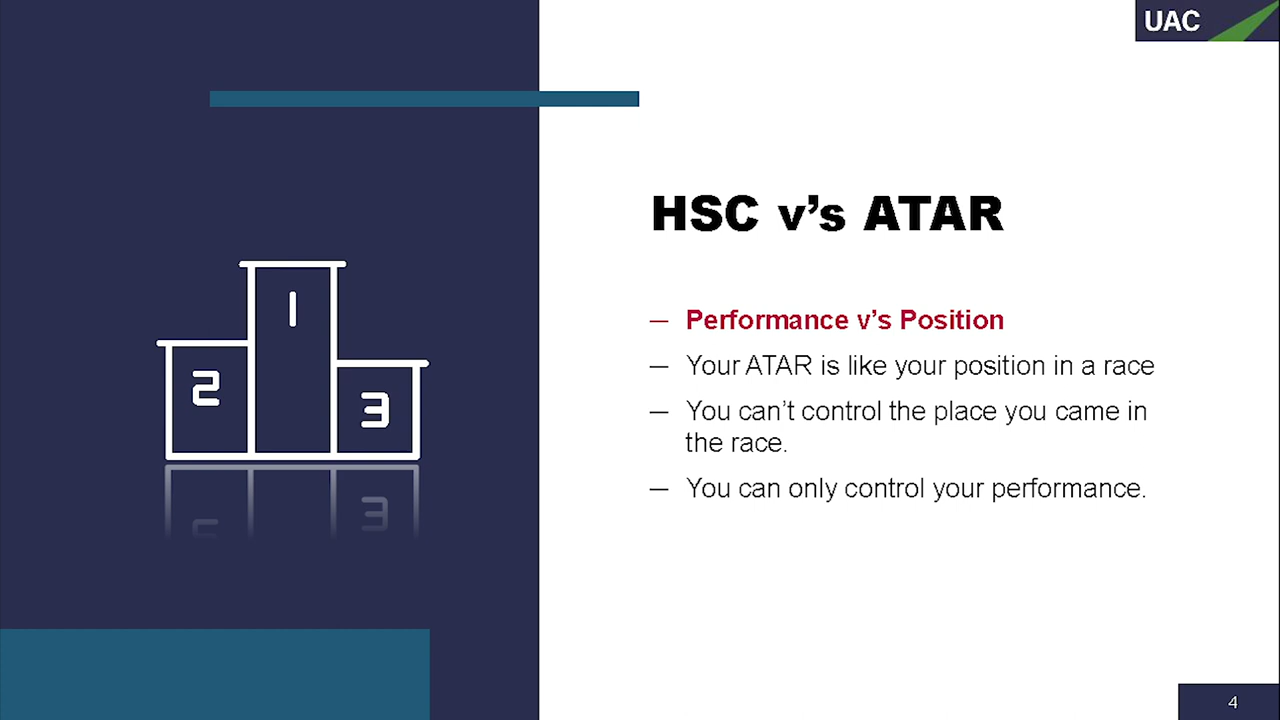 UAC
HSC v's ATAR
— Performance v's Position
— Your ATAR is like your position in a race
— You can't control the place you came in
the race.
— You can only control your performance.
1
2
3
4